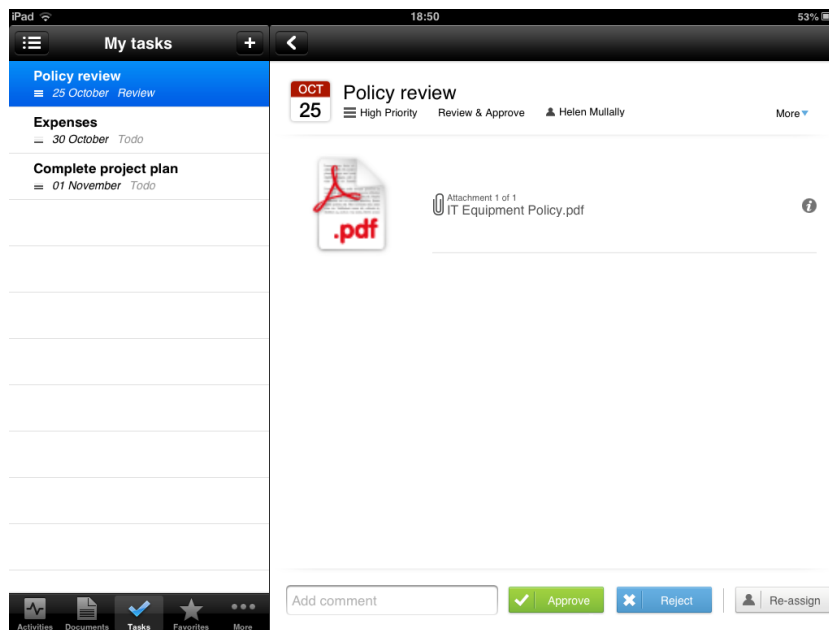 iPad 18:50 53%
My tasks +
Policy review
25 October Review
Expenses
30 October Todo
Complete project plan
01 November Todo
OCT
25
Policy review
High Priority Review & Approve Helen Mullally More
.pdf
Attachment 1 of 1
IT Equipment Policy.pdf
i
Add comment Approve Reject Re-assign
Activities Documents Tasks Favorites More